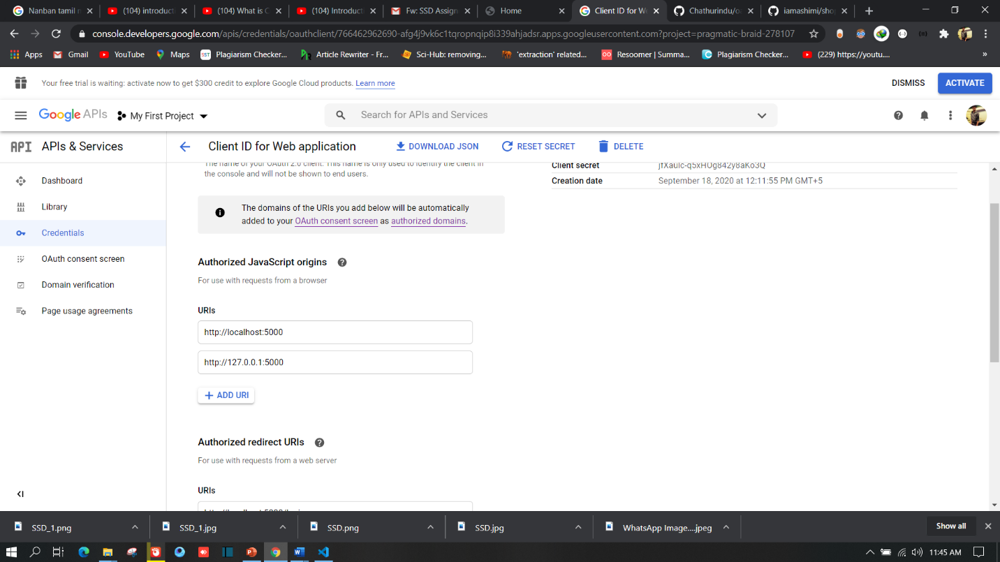 Nanban tamil
(104) introducti
(104) What is C
(104) Introducti
Fw: SSD Assign
Home
Client ID for We
Chathurindu/oa
iamashimi/shop
console.developers.google.com/apis/credentials/oauthclient/766462962690-afg4j9vk6c1tqropnqip8i339ahjadsr.apps.googleusercontent.com?project=pragmatic-braid-278107
Apps
Gmail
YouTube
Maps
SST
Plagiarism Checker...
Article Rewriter - Fr...
Sci-Hub: removing...
'extraction' related...
Resoomer | Summa...
Plagiarism Checker...
(229) https://youtu....
»
Your free trial is waiting: activate now to get $300 credit to explore Google Cloud products. Learn more
DISMISS
ACTIVATE
Google APIs
My First Project
Search for APIs and Services
API APIs & Services
Client ID for Web application
DOWNLOAD JSON
RESET SECRET
DELETE
Dashboard
Library
Credentials
OAuth consent screen
Domain verification
Page usage agreements
The name of your OAuth 2.0 client. This name is only used to identify the client in
the console and will not be shown to end users.
Client secret
Creation date September 18, 2020 at 12:11:55 PM GMT+5
The domains of the URIs you add below will be automatically
added to your OAuth consent screen as authorized domains.
Authorized JavaScript origins
For use with requests from a browser
URIs
http://localhost:5000
http://127.0.0.1:5000
+ ADD URI
Authorized redirect URIs
For use with requests from a web server
URIs
SSD_1.png
SSD_1.jpg
SSD.png
SSD.jpg
WhatsApp Image....jpeg
Show all
11:45 AM